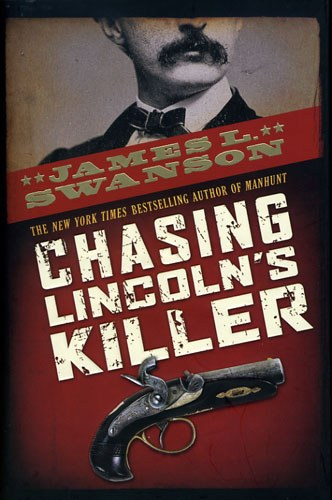 JAMES L.
SWANSON
THE NEW YORK TIMES BESTSELLING AUTHOR OF MANHUNT
CHASING
LINCOLN'S
KILLER